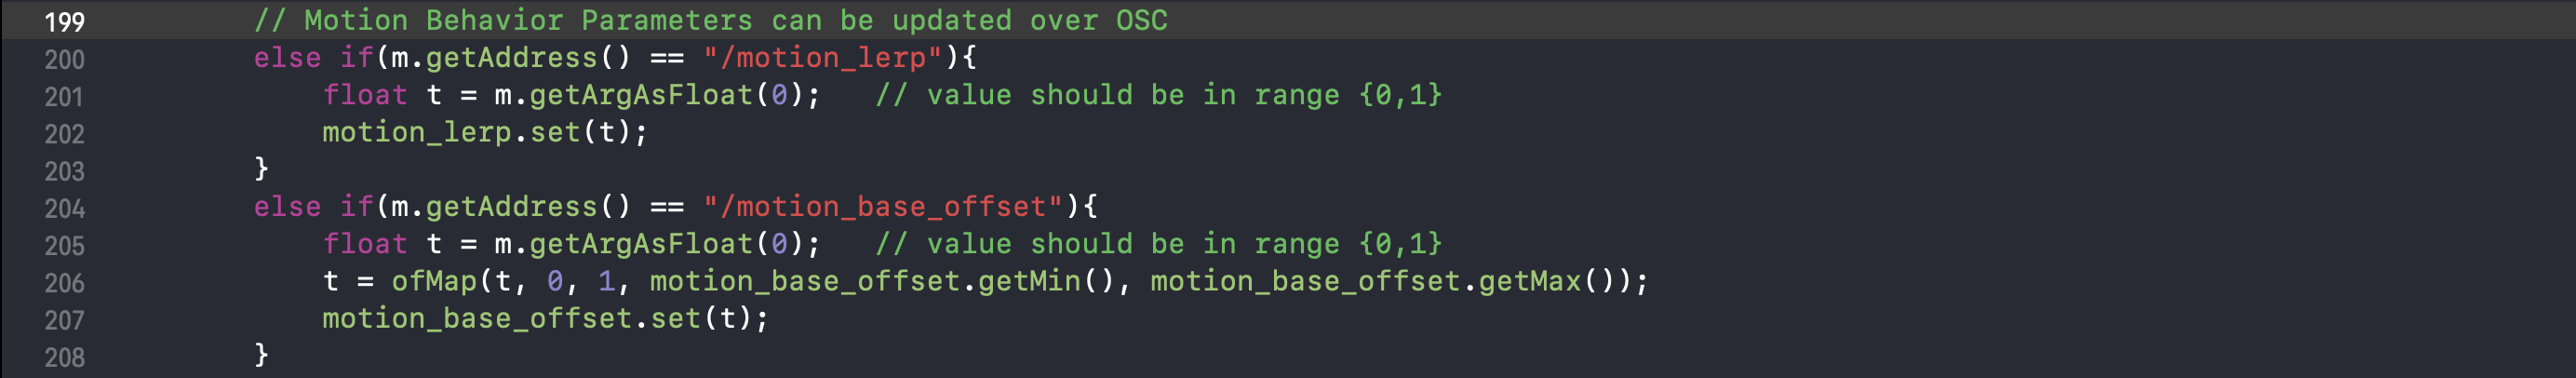 199 // Motion Behavior Parameters can be updated over OSC
200 else if(m.getAddress() == "/motion_lerp"){
201 float t = m.getArgAsFloat(0);   // value should be in range {0,1}
202 motion_lerp.set(t);
203 }
204 else if(m.getAddress() == "/motion_base_offset"){
205 float t = m.getArgAsFloat(0);   // value should be in range {0,1}
206 t = ofMap(t, 0, 1, motion_base_offset.getMin(), motion_base_offset.getMax());
207 motion_base_offset.set(t);
208 }